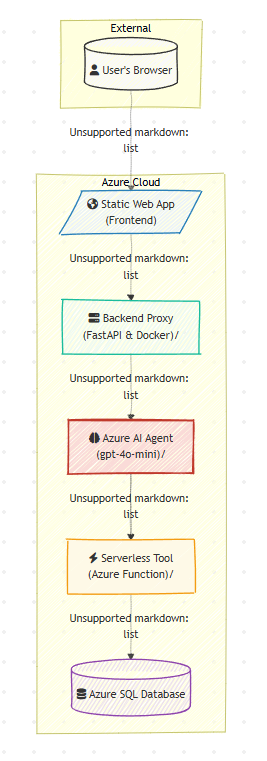 External
User's Browser
Unsupported markdown:
list
Azure Cloud
Static Web App
(Frontend)
Unsupported markdown:
list
Backend Proxy
(FastAPI & Docker)/
Unsupported markdown:
list
Azure AI Agent
(gpt-4o-mini)/
Unsupported markdown:
list
Serverless Tool
(Azure Function)/
Unsupported markdown:
list
Azure SQL Database